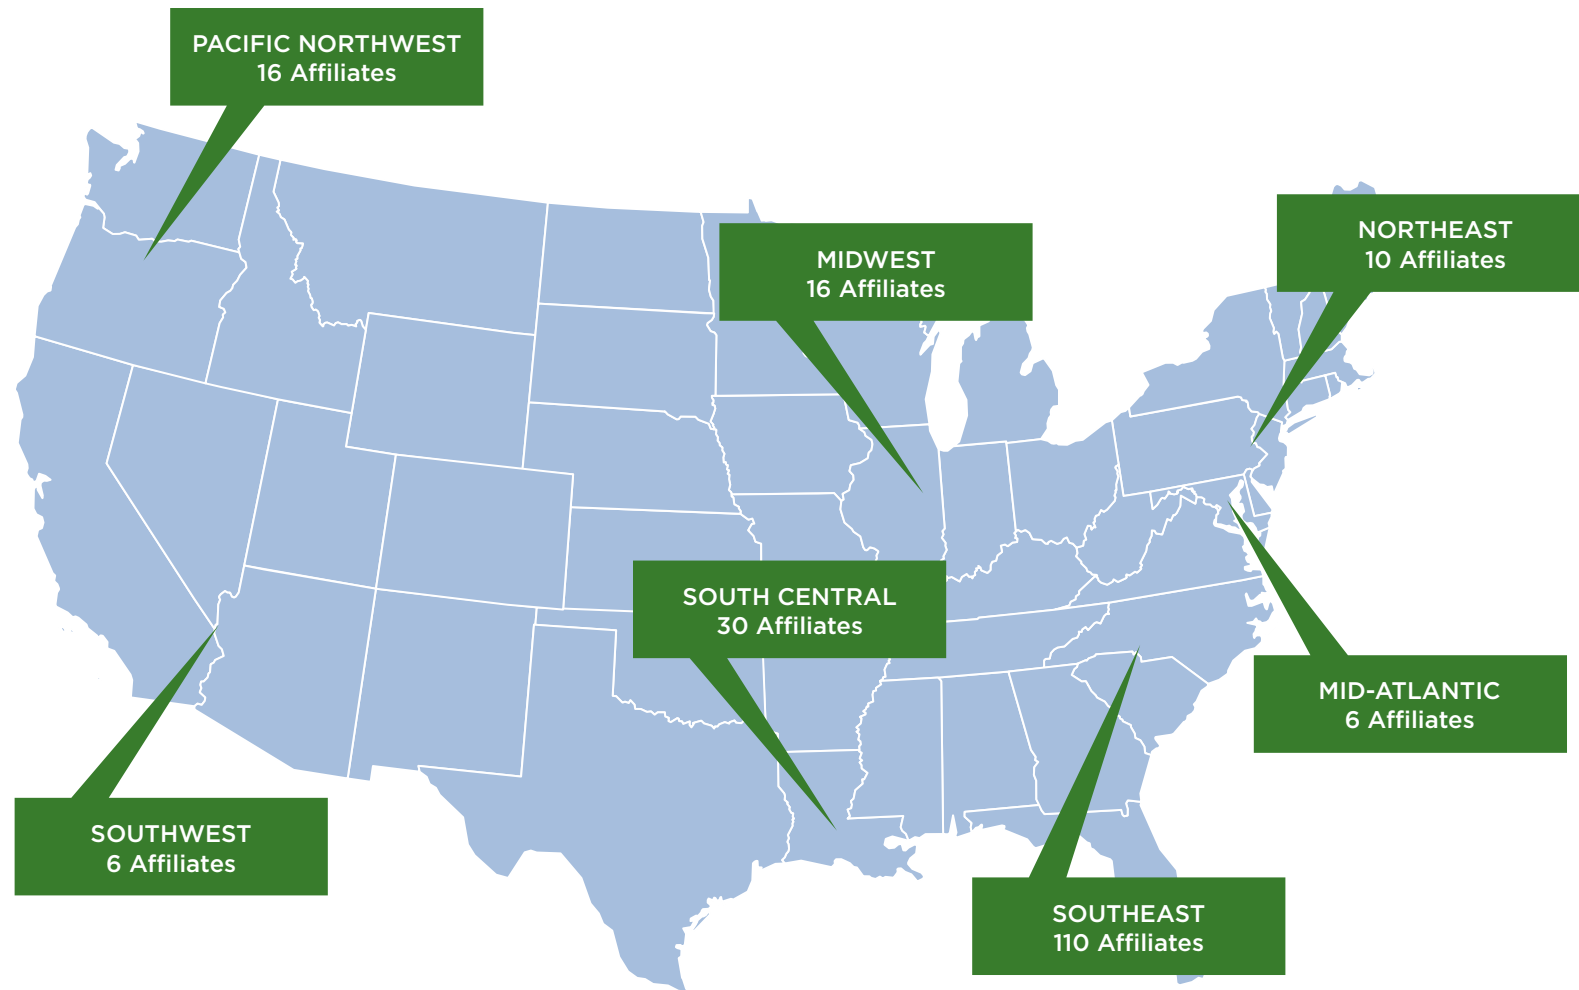 PACIFIC NORTHWEST
16 Affiliates
NORTHEAST
10 Affiliates
MIDWEST
16 Affiliates
SOUTH CENTRAL
30 Affiliates
MID-ATLANTIC
6 Affiliates
SOUTHWEST
6 Affiliates
SOUTHEAST
110 Affiliates